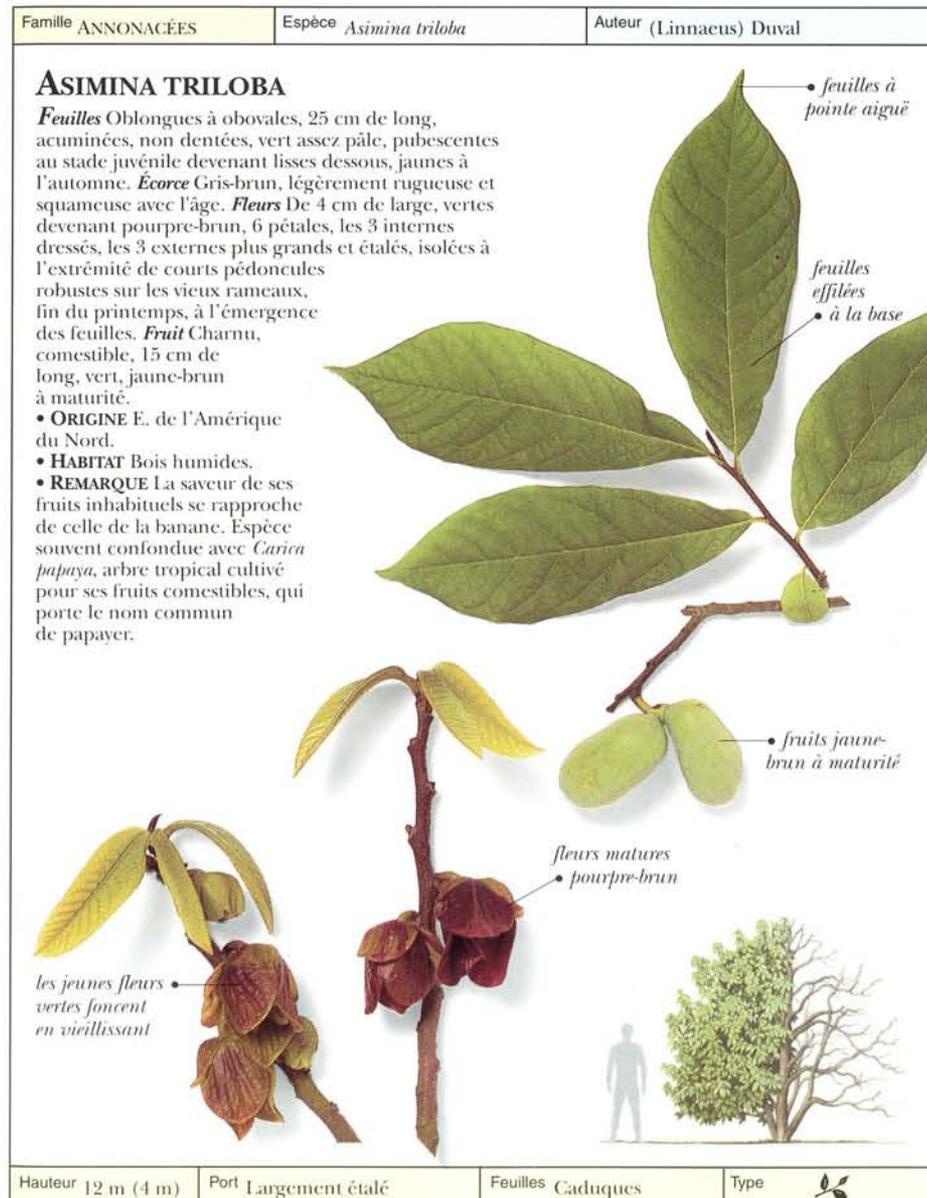 Famille ANNONACÉES
Espèce Asimina triloba
Auteur (Linnaeus) Duval
ASIMINA TRILOBA
Feuilles Oblongues à obovales, 25 cm de long,
acuminées, non dentées, vert assez pâle, pubescentes
au stade juvénile devenant lisses dessous, jaunes à
l'automne. Écorce Gris-brun, légèrement rugueuse et
squameuse avec l'âge. Fleurs De 4 cm de large, vertes
devenant pourpre-brun, 6 pétales, les 3 internes
dressés, les 3 externes plus grands et étalés, isolées à
l'extrémité de courts pédoncules
robustes sur les vieux rameaux,
fin du printemps, à l'émergence
des feuilles. Fruit Charnu,
comestible, 15 cm de
long, vert, jaune-brun
à maturité.
• ORIGINE E. de l'Amérique
du Nord.
• HABITAT Bois humides.
• REMARQUE La saveur de ses
fruits inhabituels se rapproche
de celle de la banane. Espèce
souvent confondue avec Carica
papaya, arbre tropical cultivé
pour ses fruits comestibles, qui
porte le nom commun
de papayer.
feuilles à
pointe aiguë
feuilles
effilées
à la base
fruits jaune-
brun à maturité
fleurs matures
pourpre-brun
les jeunes fleurs
vertes foncent
en vieillissant
Hauteur 12 m (4 m)
Port Largement étalé
Feuilles Caduques
Type